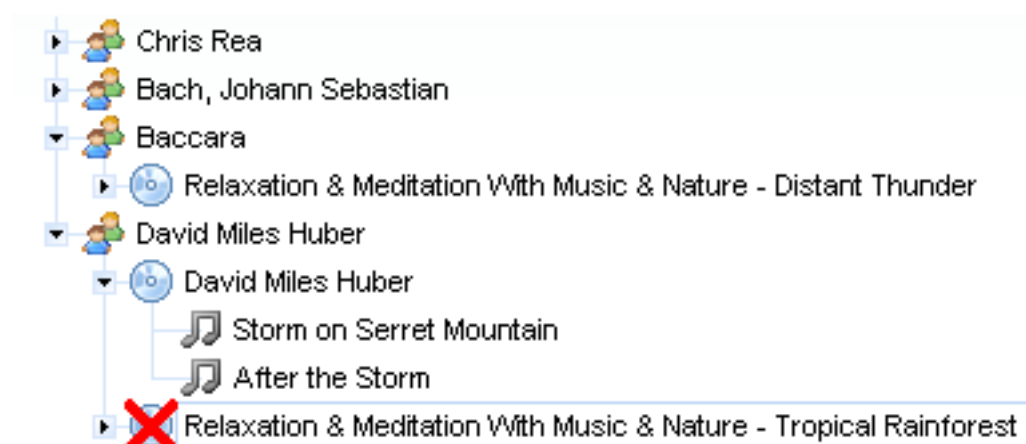 Chris Rea
Bach, Johann Sebastian
Baccara
Relaxation & Meditation With Music & Nature - Distant Thunder
David Miles Huber
David Miles Huber
Storm on Serret Mountain
After the Storm
Relaxation & Meditation With Music & Nature - Tropical Rainforest